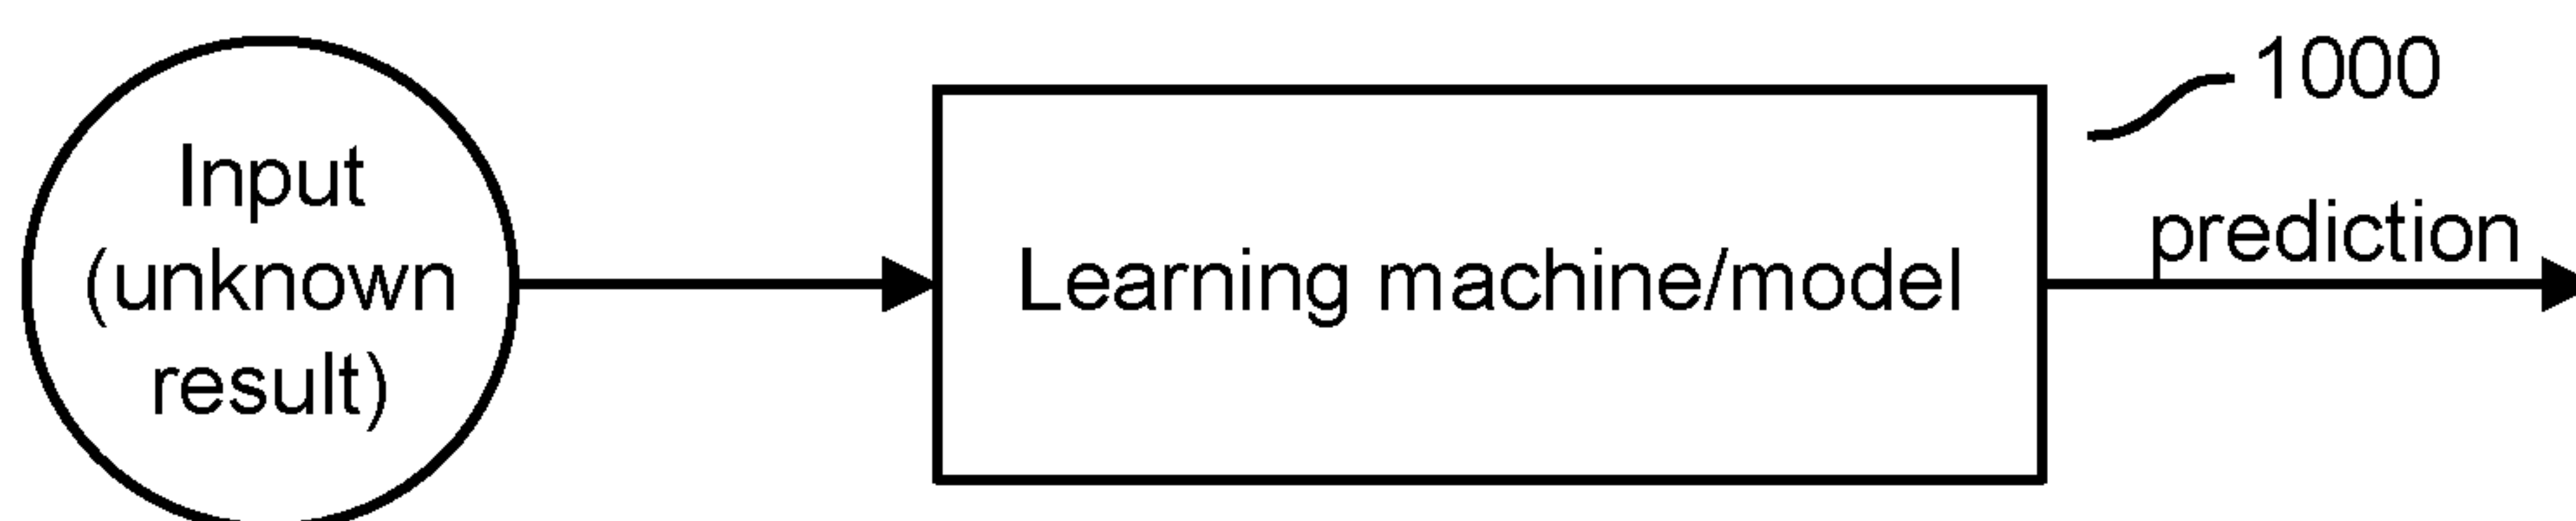 Input
(unknown
result)
Learning machine/model
1000
prediction